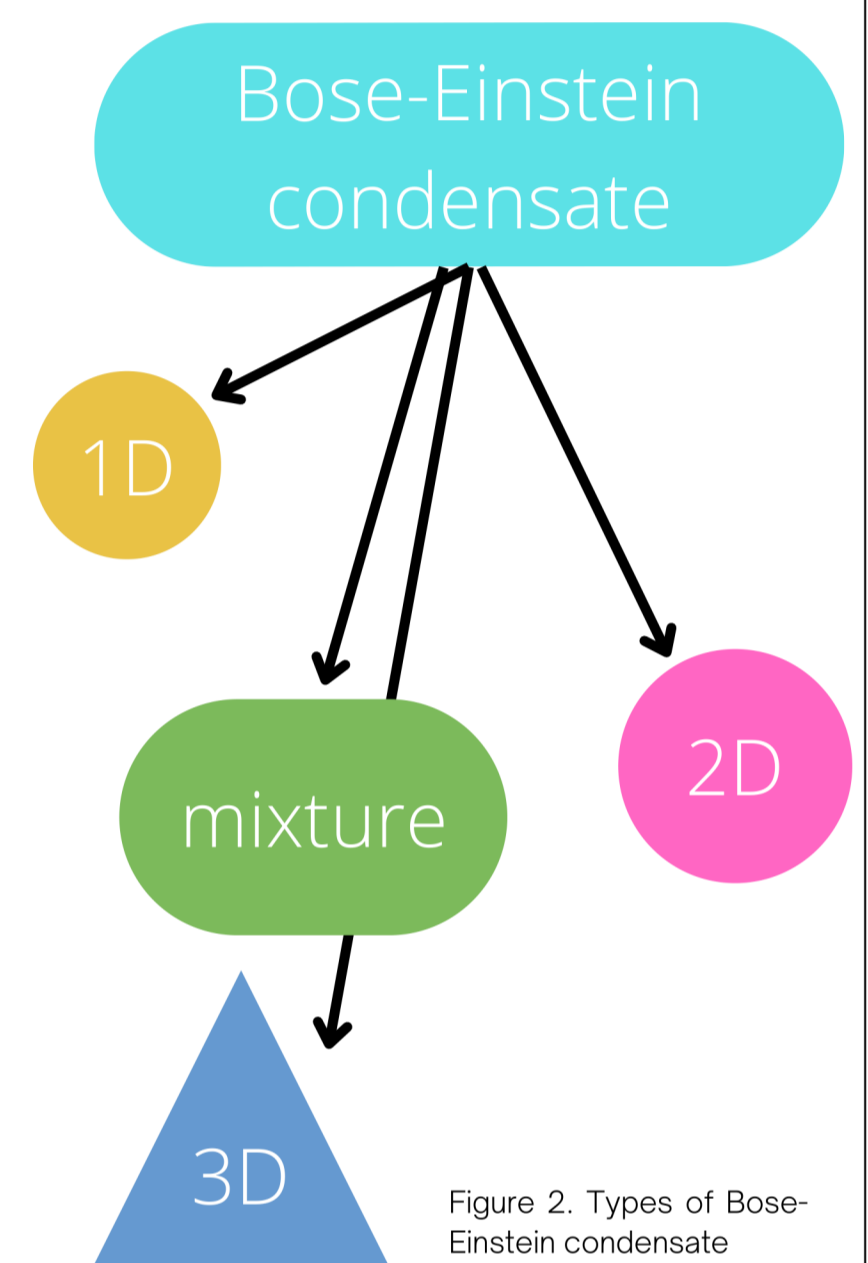 Bose-Einstein
condensate
1D
mixture
2D
3D
Figure 2. Types of Bose-
Einstein condensate